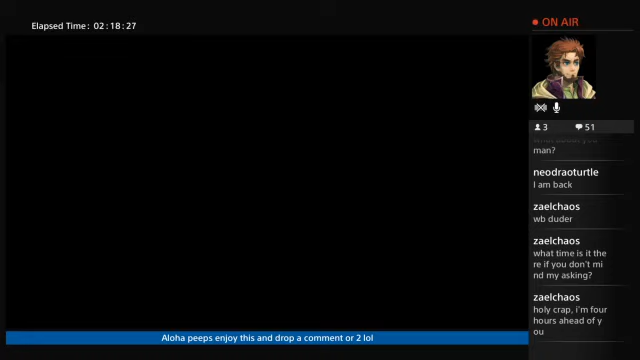 Elapsed Time: 02:18:27
ON AIR
3 51
man?
neodraoturtle
I am back
zaelchaos
wb duder
zaelchaos
what time is it the
re if you don't mi
nd my asking?
zaelchaos
holy crap, i'm four
hours ahead of y
ou
Aloha peeps enjoy this and drop a comment or 2 lol